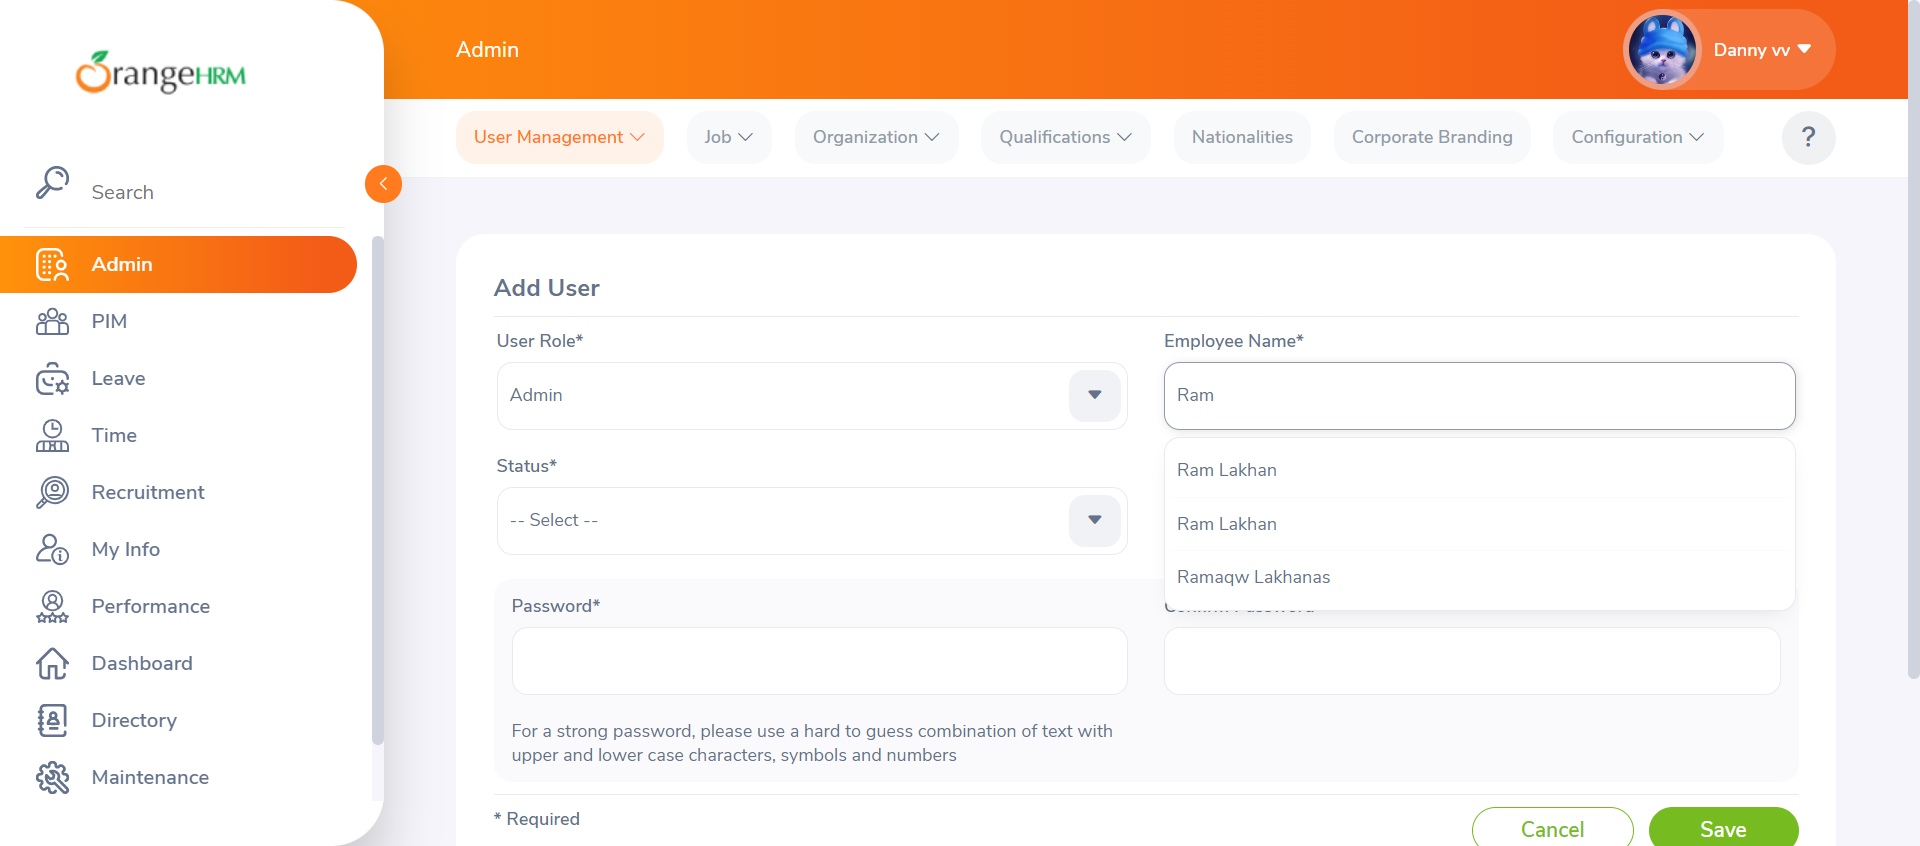 OrangeHRM
Admin
Danny vv
User Management
Job
Organization
Qualifications
Nationalities
Corporate Branding
Configuration
?
Search
Admin
PIM
Leave
Time
Recruitment
My Info
Performance
Dashboard
Directory
Maintenance
Add User
User Role*
Admin
Employee Name*
Ram
Ram Lakhan
Ram Lakhan
Ramaqw Lakhanas
Status*
-- Select --
Password*
For a strong password, please use a hard to guess combination of text with
upper and lower case characters, symbols and numbers
* Required
Cancel
Save